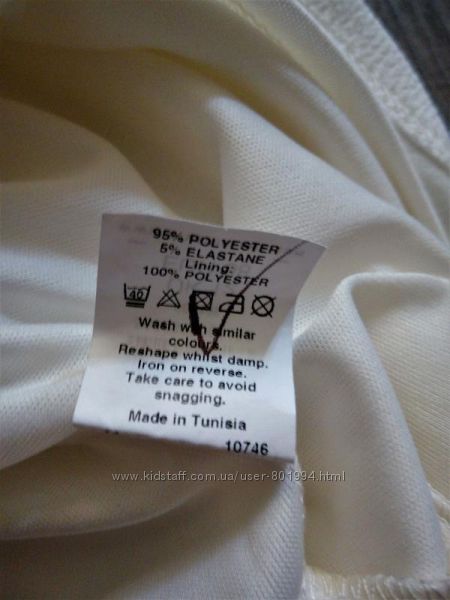 95% POLYESTER
5% ELASTANE
Lining:
100% POLYESTER
40
Wash with similar
colours.
Reshape whilst damp.
Iron on reverse.
Take care to avoid
snagging.
Made in Tunisia
10746
www.kidstaff.com.ua/user-801994.html